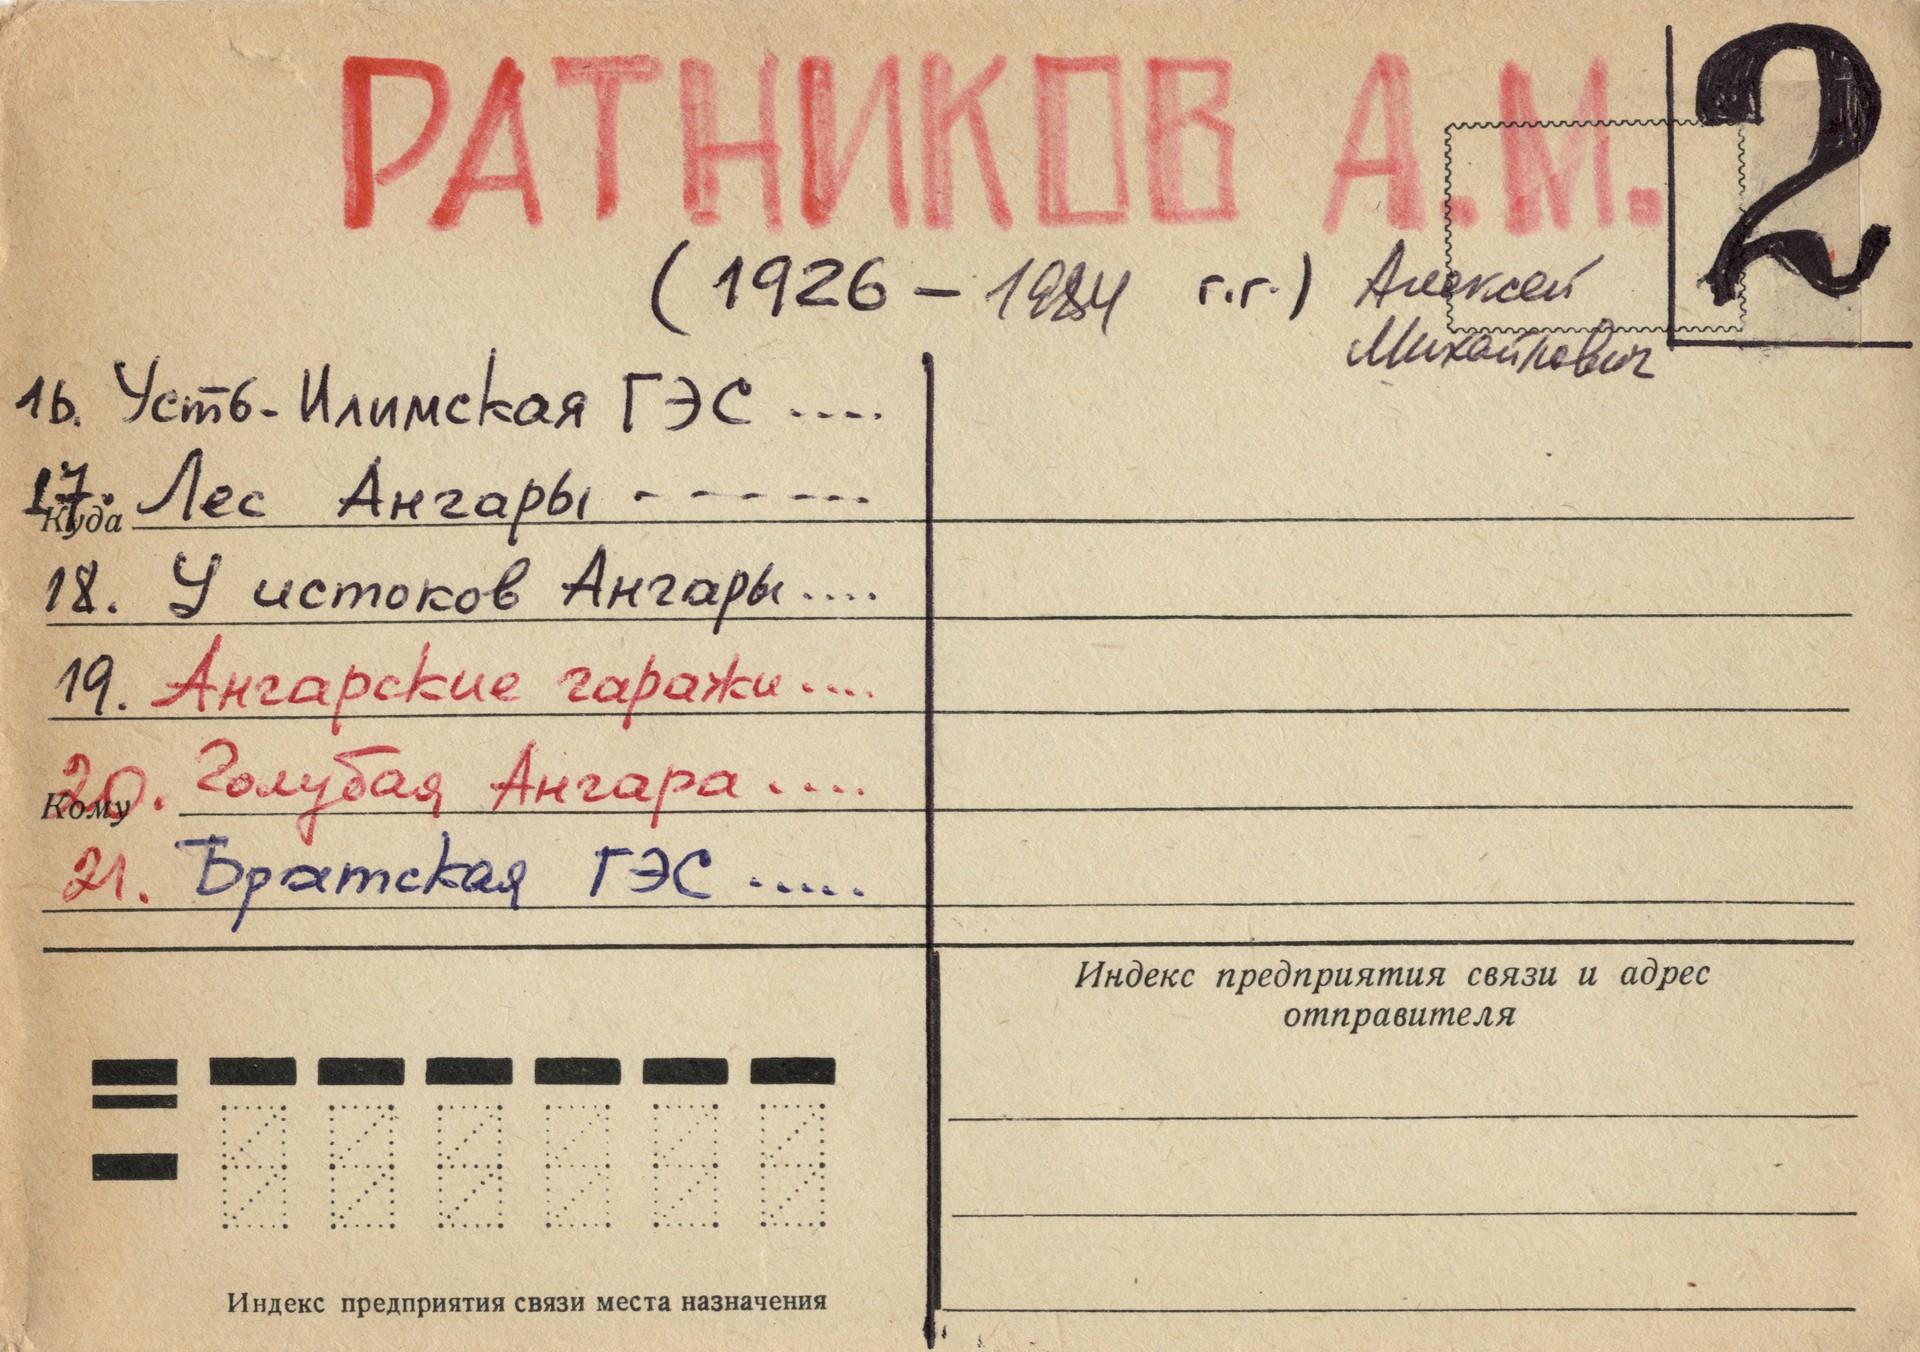 РАТНИКОВ А.М.
2
(1926 – 1984 г.г.) Алексей
Михайлович
16. Усть-Илимская ГЭС ....
17. Лес Ангары - - - - - -
Куда
18. У истоков Ангары ....
19. Ангарские гаражи ....
20. Голубая Ангара ....
Кому
21. Братская ГЭС .....
Индекс предприятия связи и адрес
отправителя
Индекс предприятия связи места назначения